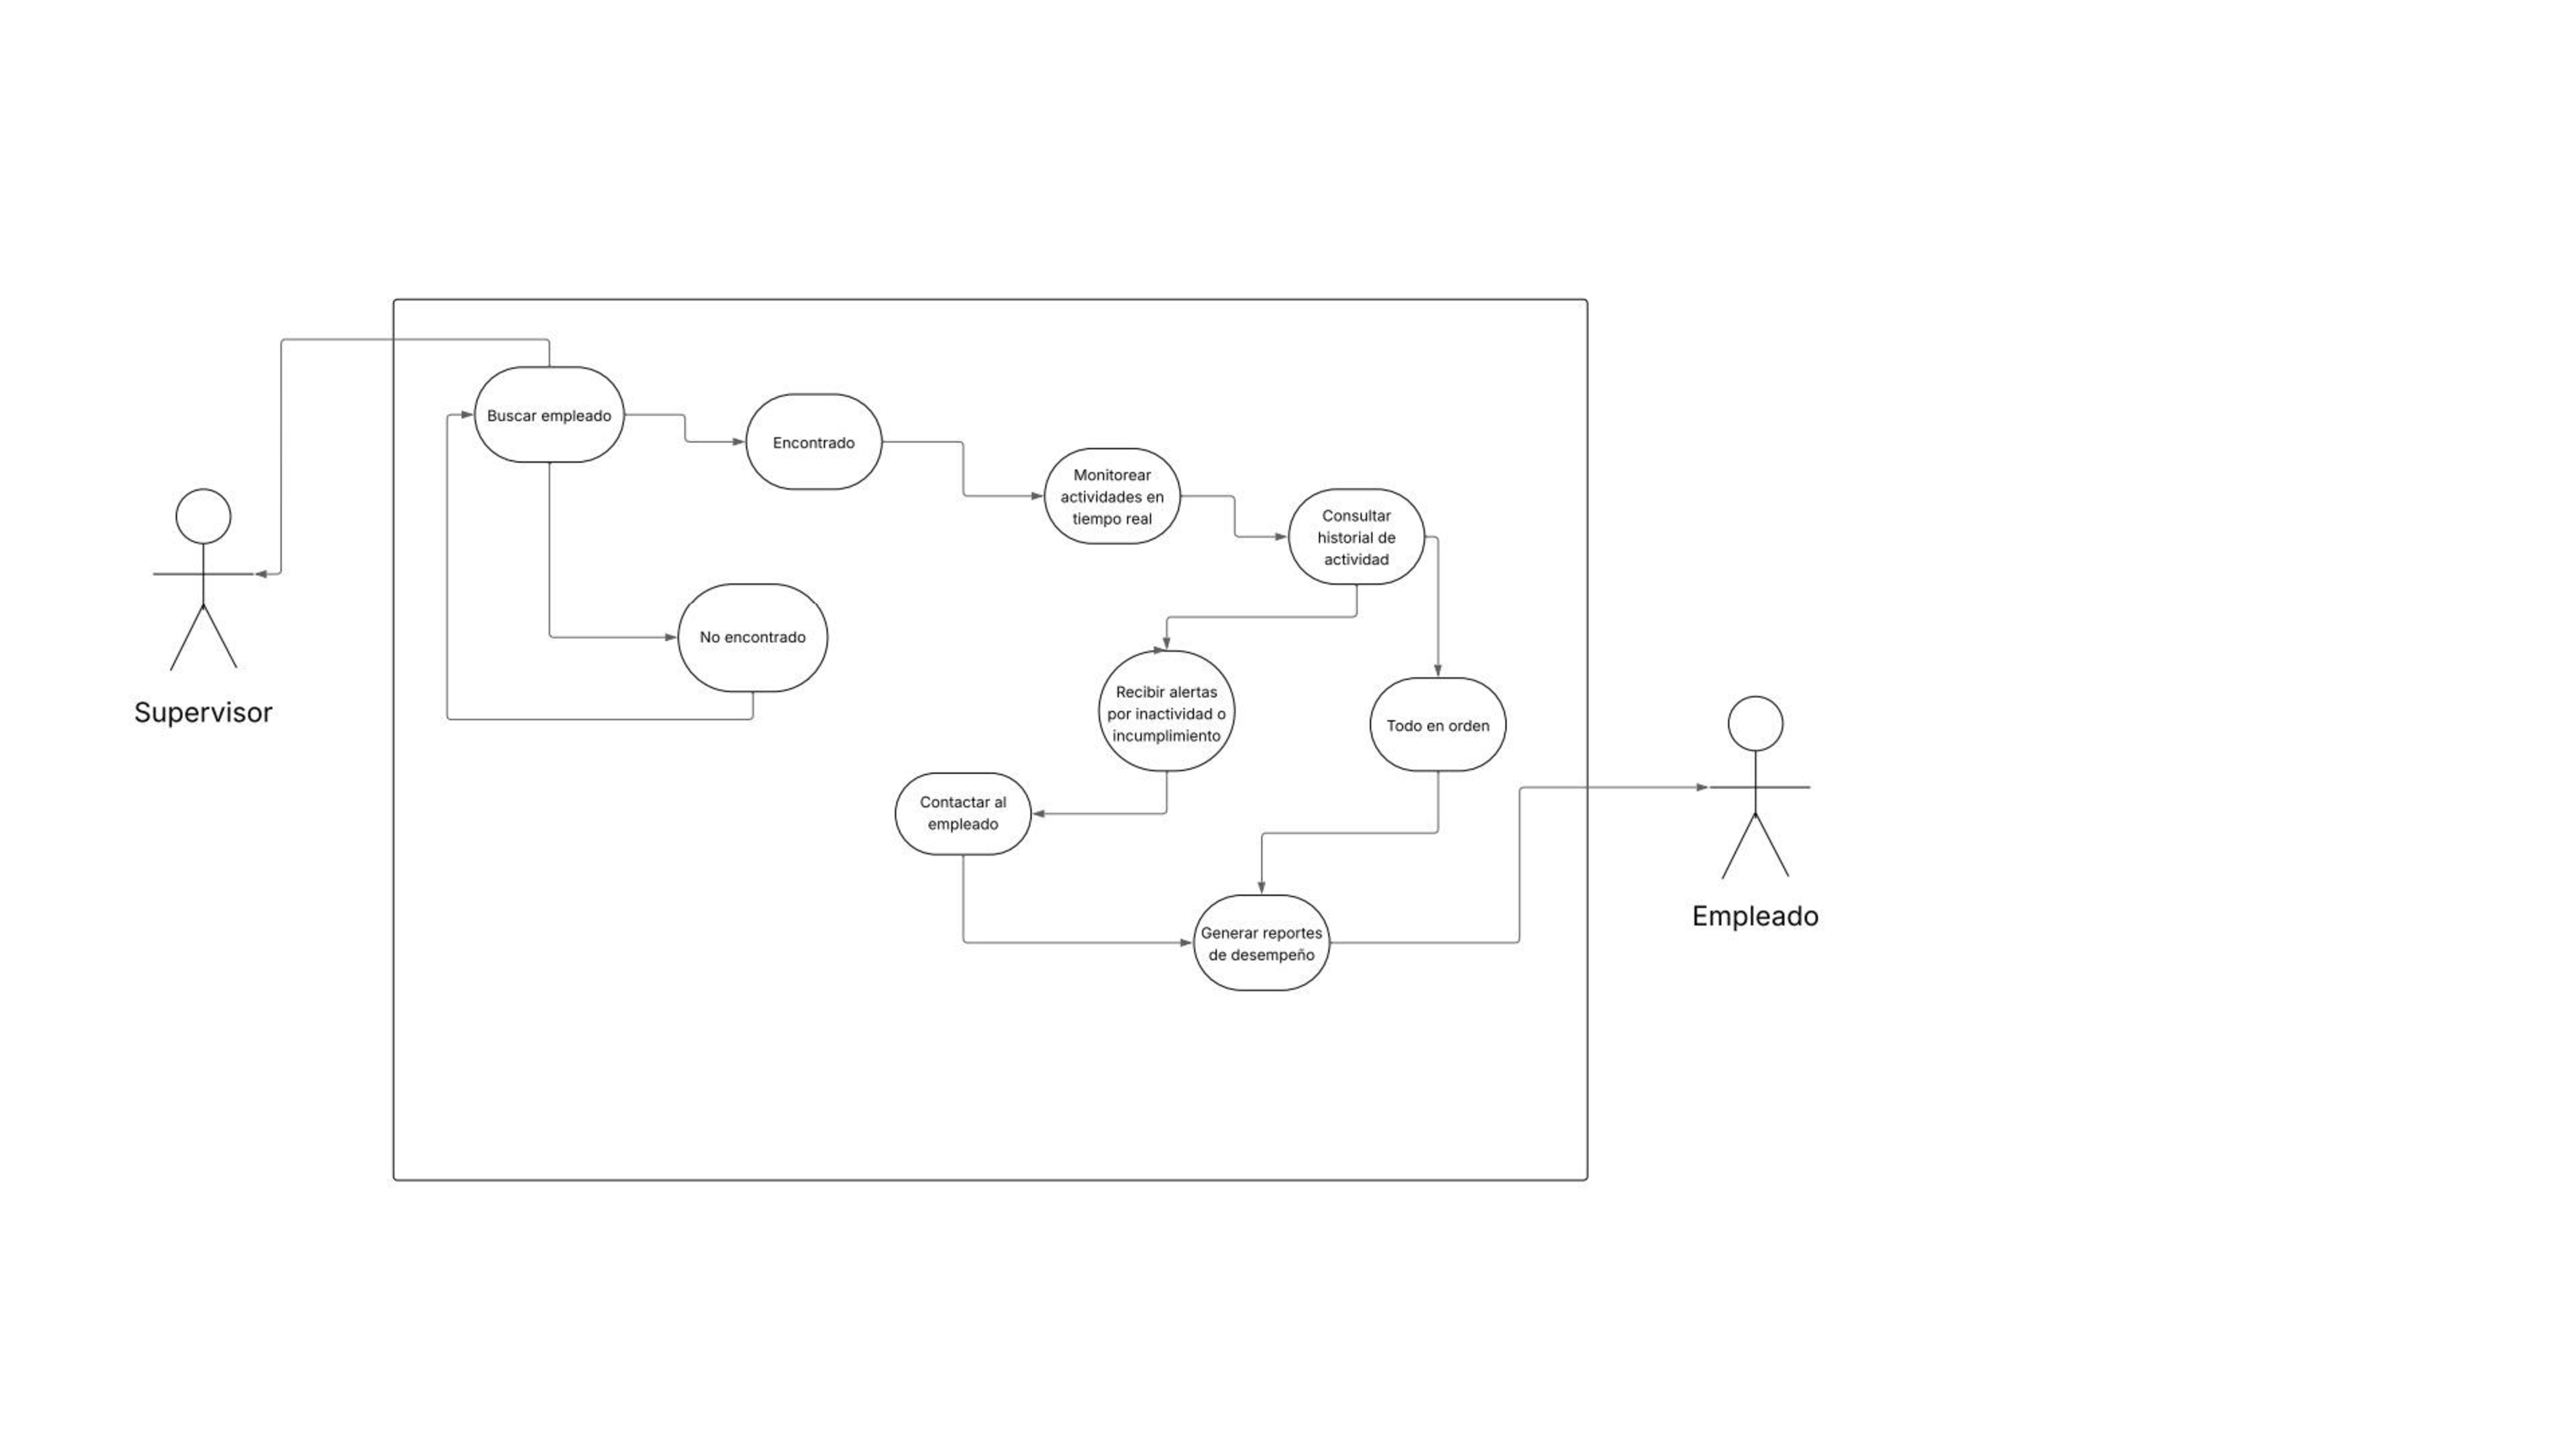 Buscar empleado
Encontrado
Monitorear
actividades en
tiempo real
Consultar
historial de
actividad
No encontrado
Recibir alertas
por inactividad o
incumplimiento
Todo en orden
Supervisor
Contactar al
empleado
Generar reportes
de desempeño
Empleado